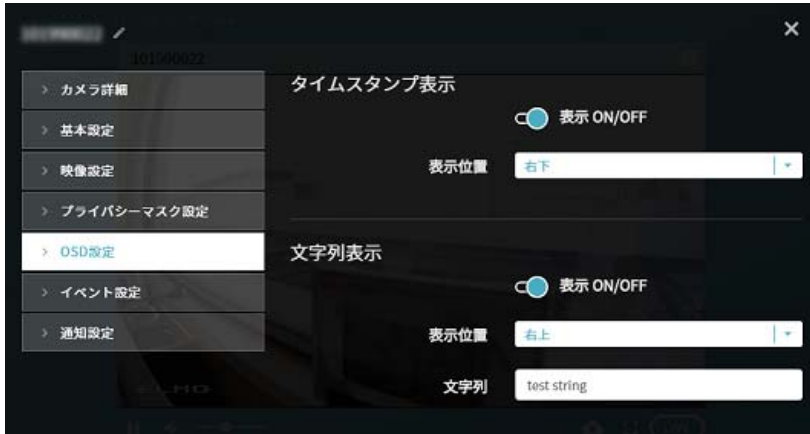 101900022
カメラ詳細
基本設定
映像設定
プライバシーマスク設定
OSD設定
イベント設定
通知設定
タイムスタンプ表示
表示 ON/OFF
表示位置 右下
文字列表示
表示 ON/OFF
表示位置 右上
文字列 test string